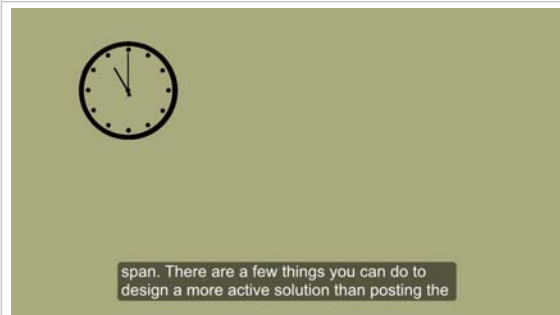 span. There are a few things you can do to
design a more active solution than posting the